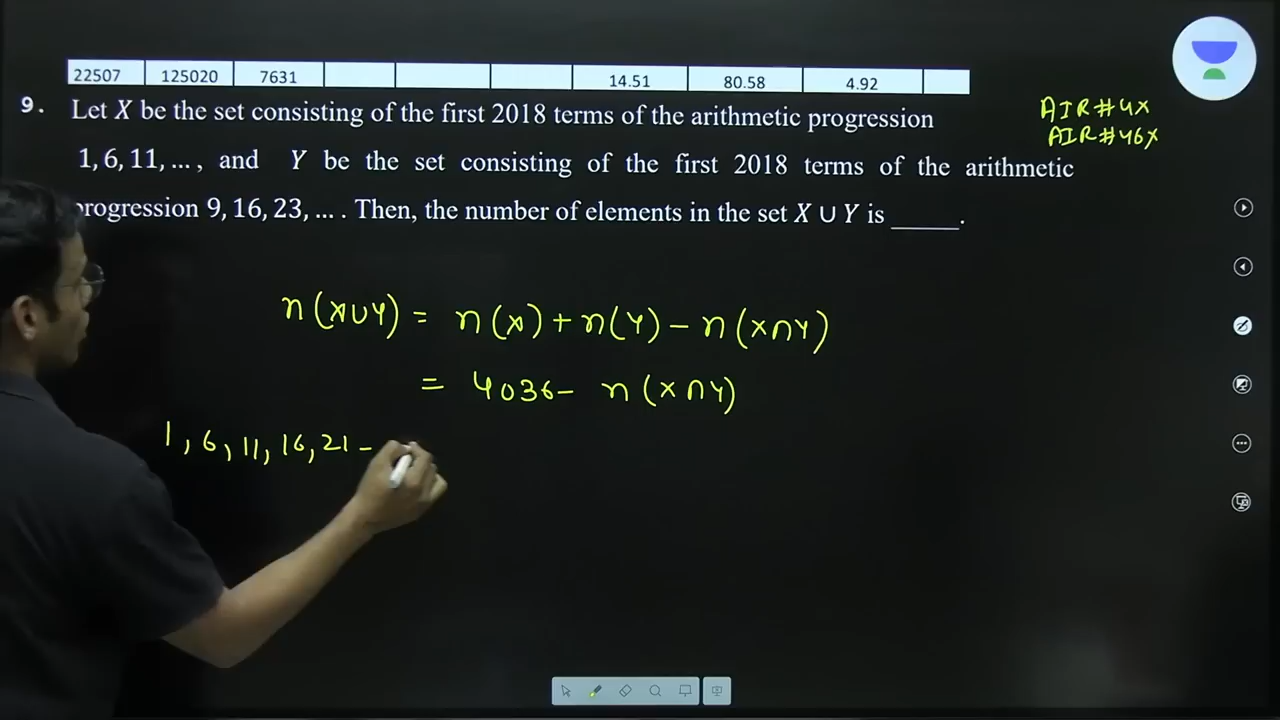 22507 125020 7631 14.51 80.58 4.92
9. Let X be the set consisting of the first 2018 terms of the arithmetic progression
1, 6, 11, ... , and Y be the set consisting of the first 2018 terms of the arithmetic
progression 9, 16, 23, ... . Then, the number of elements in the set X ∪ Y is _____.
AIR#4X
AIR#46X
n(X∪Y) = n(X) + n(Y) - n(X∩Y)
= 4036 - n(X∩Y)
1, 6, 11, 16, 21 -